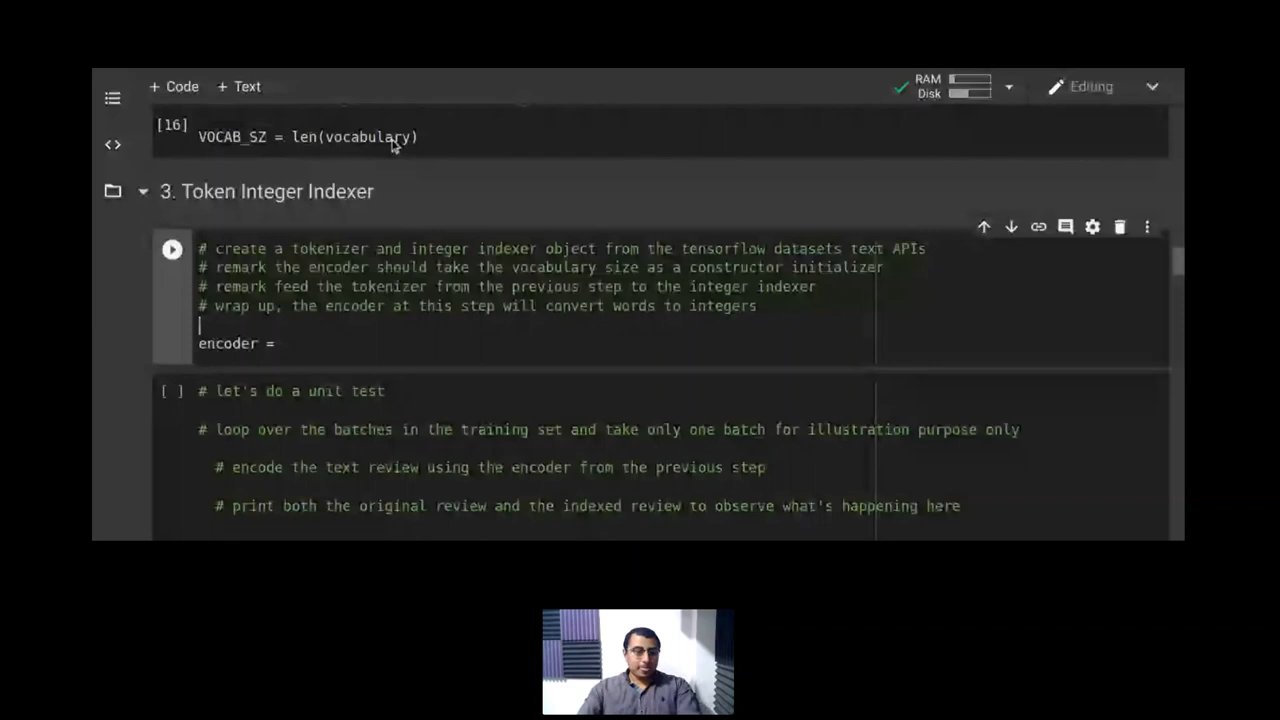 + Code + Text
RAM
Disk
Editing
[16]
VOCAB_SZ = len(vocabulary)
3. Token Integer Indexer
# create a tokenizer and integer indexer object from the tensorflow datasets text APIs
# remark the encoder should take the vocabulary size as a constructor initializer
# remark feed the tokenizer from the previous step to the integer indexer
# wrap up, the encoder at this step will convert words to integers
encoder =
[ ] # let's do a unit test
# loop over the batches in the training set and take only one batch for illustration purpose only
# encode the text review using the encoder from the previous step
# print both the original review and the indexed review to observe what's happening here